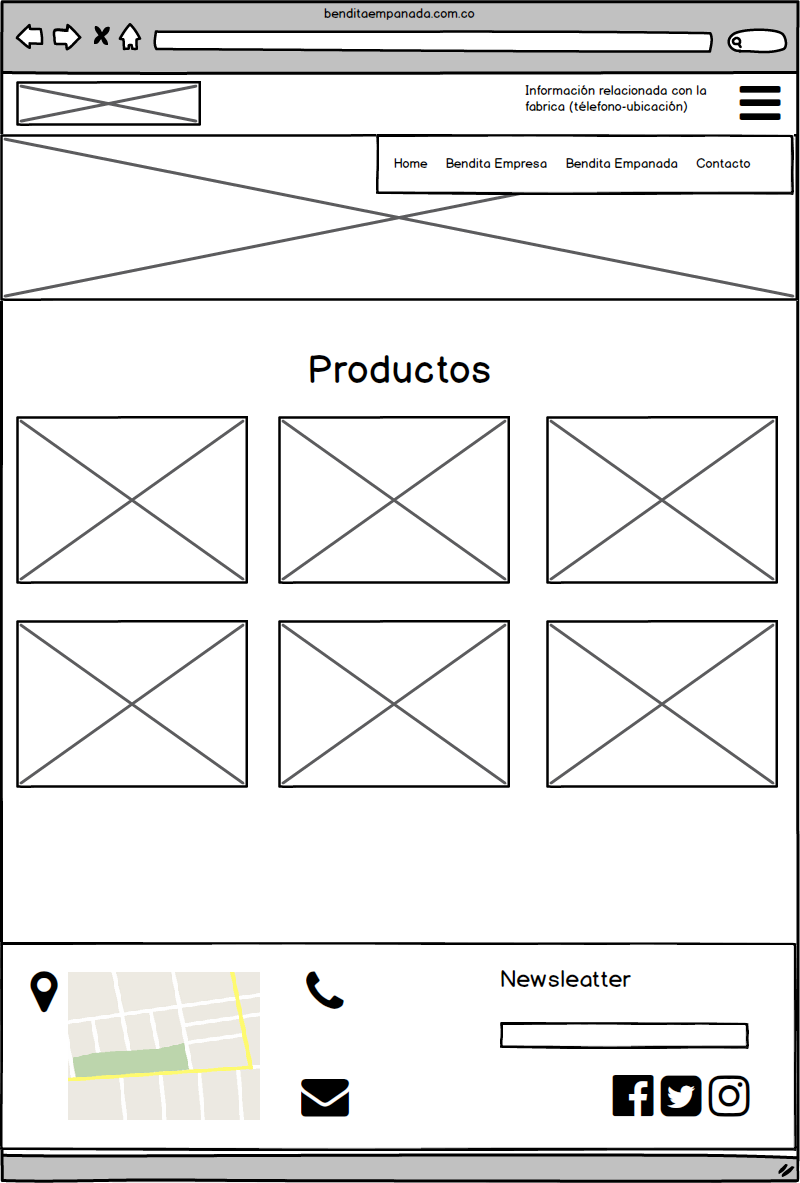 benditaempanada.com.co
Información relacionada con la
fabrica (télefono-ubicación)
Home Bendita Empresa Bendita Empanada Contacto
Productos
Newsleatter